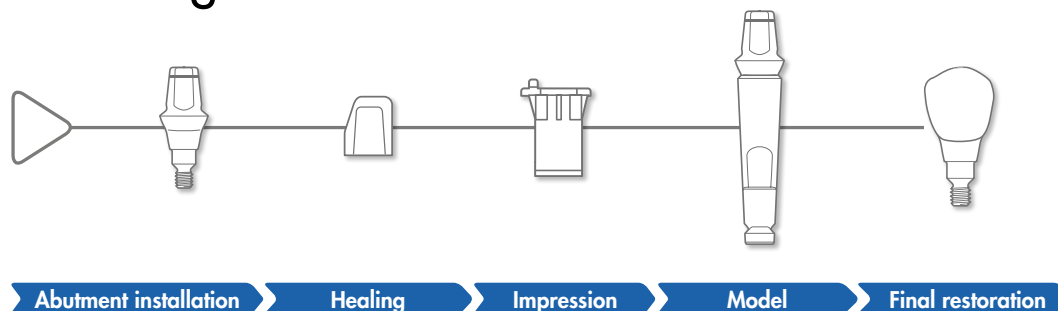 Abutment installation
Healing
Impression
Model
Final restoration